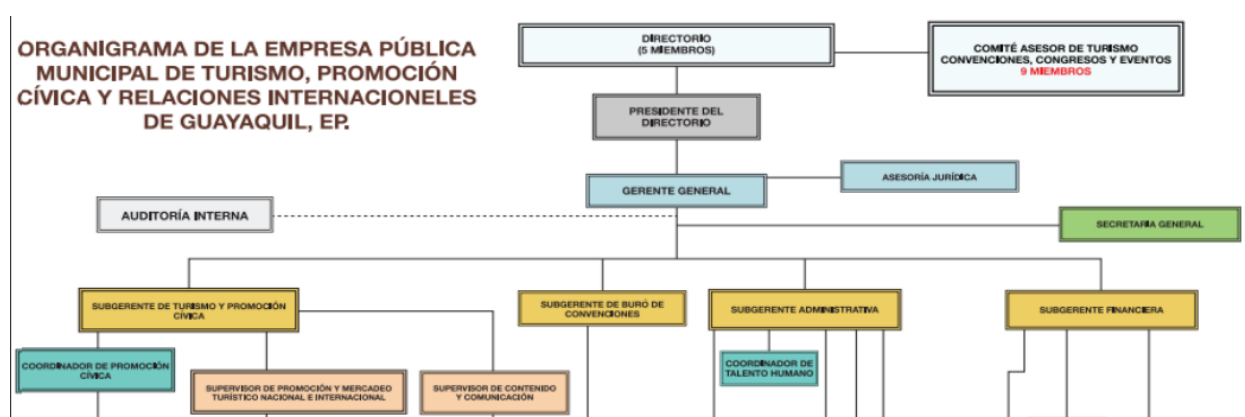 ORGANIGRAMA DE LA EMPRESA PÚBLICA
MUNICIPAL DE TURISMO, PROMOCIÓN
CÍVICA Y RELACIONES INTERNACIONELES
DE GUAYAQUIL, EP.
DIRECTORIO
(5 MIEMBROS)
COMITÉ ASESOR DE TURISMO
CONVENCIONES, CONGRESOS Y EVENTOS
9 MIEMBROS
PRESIDENTE DEL
DIRECTORIO
GERENTE GENERAL
ASESORÍA JURÍDICA
AUDITORÍA INTERNA
SECRETARÍA GENERAL
SUBGERENTE DE TURISMO Y PROMOCIÓN
CÍVICA
SUBGERENTE DE BURÓ DE
CONVENCIONES
SUBGERENTE ADMINISTRATIVA
SUBGERENTE FINANCIERA
COORDINADOR DE PROMOCIÓN
CÍVICA
SUPERVISOR DE PROMOCIÓN Y MERCADEO
TURÍSTICO NACIONAL E INTERNACIONAL
SUPERVISOR DE CONTENIDO
Y COMUNICACIÓN
COORDINADOR DE
TALENTO HUMANO